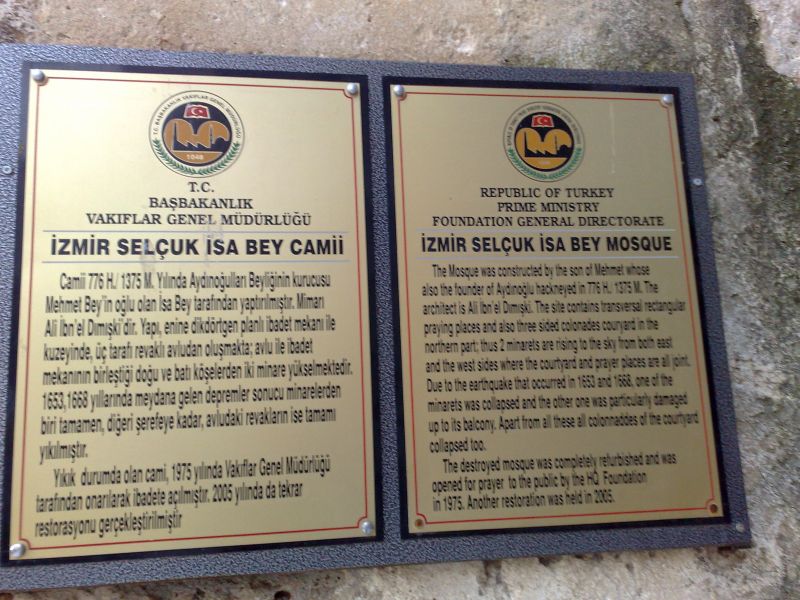 T.C. BAŞBAKANLIK VAKIFLAR GENEL MÜDÜRLÜĞÜ
1048
T.C.
BAŞBAKANLIK
VAKIFLAR GENEL MÜDÜRLÜĞÜ
İZMİR SELÇUK İSA BEY CAMİİ
Camii 776 H./ 1375 M. Yılında Aydınoğulları Beyliğinin kurucusu
Mehmet Bey'in oğlu olan İsa Bey tarafından yaptırılmıştır. Mimarı
Ali İbn'el Dımışki'dir. Yapı, enine dikdörtgen planlı ibadet mekanı ile
kuzeyinde, üç tarafı revaklı avludan oluşmakta; avlu ile ibadet
mekanının birleştiği doğu ve batı köşelerden iki minare yükselmektedir.
1653,1668 yıllarında meydana gelen depremler sonucu minarelerden
biri tamamen, diğeri şerefeye kadar, avludaki revakların ise tamamı
yıkılmıştır.
Yıkık durumda olan cami, 1975 yılında Vakıflar Genel Müdürlüğü
tarafından onarılarak ibadete açılmıştır. 2005 yılında da tekrar
restorasyonu gerçekleştirilmiştir
REPUBLIC OF TURKEY
PRIME MINISTRY
FOUNDATION GENERAL DIRECTORATE
İZMİR SELÇUK İSA BEY MOSQUE
The Mosque was constructed by the son of Mehmet whose
also the founder of Aydınoğlu hackneyed in 776 H./ 1375 M. The
architect is Ali İbn'el Dımışki. The site contains transversal rectangular
praying places and also three sided colonades couryard in the
northern part; thus 2 minarets are rising to the sky from both east
and the west sides where the courtyard and prayer places are all joint.
Due to the earthquake that occurred in 1653 and 1668, one of the
minarets was collapsed and the other one was particularly damaged
up to its balcony. Apart from all these all colonnaddes of the courtyard
collapsed too.
The destroyed mosque was completely refurbished and was
opened for prayer to the public by the HQ Foundation
in 1975. Another restoration was held in 2005.